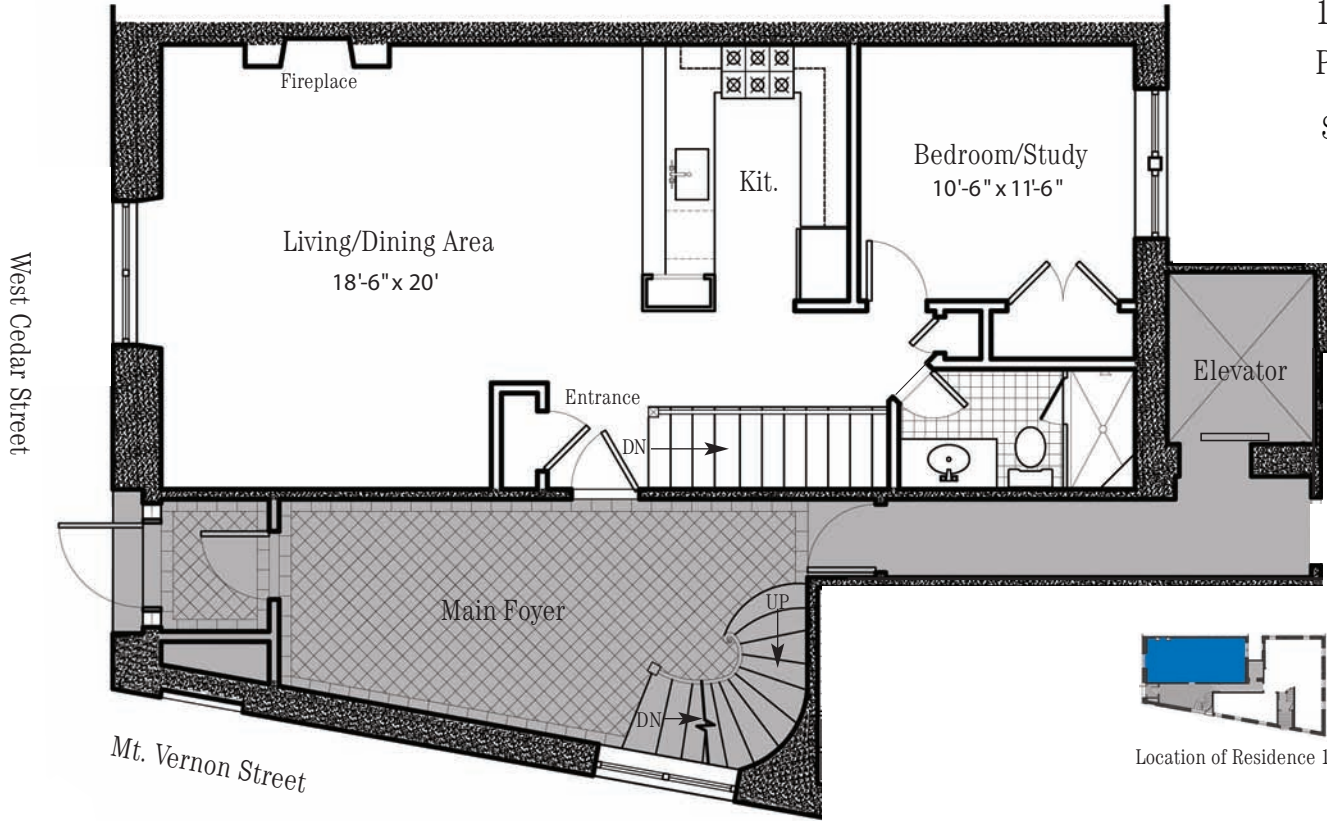 Fireplace
Kit.
Bedroom/Study
10'-6" x 11'-6"
Living/Dining Area
18'-6" x 20'
West Cedar Street
Elevator
Entrance
DN
Main Foyer
UP
DN
Mt. Vernon Street
Location of Residence 1